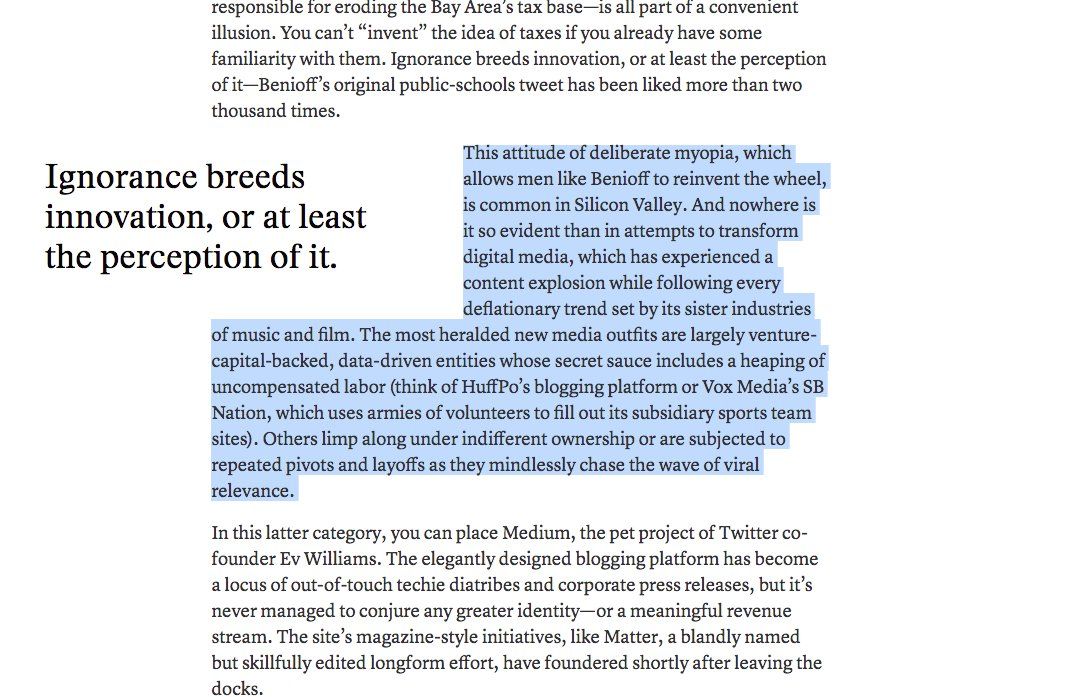 responsible for eroding the Bay Area’s tax base—is all part of a convenient
illusion. You can’t “invent” the idea of taxes if you already have some
familiarity with them. Ignorance breeds innovation, or at least the perception
of it—Benioff’s original public-schools tweet has been liked more than two
thousand times.
Ignorance breeds
innovation, or at least
the perception of it.
This attitude of deliberate myopia, which
allows men like Benioff to reinvent the wheel,
is common in Silicon Valley. And nowhere is
it so evident than in attempts to transform
digital media, which has experienced a
content explosion while following every
deflationary trend set by its sister industries
of music and film. The most heralded new media outfits are largely venture-
capital-backed, data-driven entities whose secret sauce includes a heaping of
uncompensated labor (think of HuffPo’s blogging platform or Vox Media’s SB
Nation, which uses armies of volunteers to fill out its subsidiary sports team
sites). Others limp along under indifferent ownership or are subjected to
repeated pivots and layoffs as they mindlessly chase the wave of viral
relevance.
In this latter category, you can place Medium, the pet project of Twitter co-
founder Ev Williams. The elegantly designed blogging platform has become
a locus of out-of-touch techie diatribes and corporate press releases, but it’s
never managed to conjure any greater identity—or a meaningful revenue
stream. The site’s magazine-style initiatives, like Matter, a blandly named
but skillfully edited longform effort, have foundered shortly after leaving the
docks.